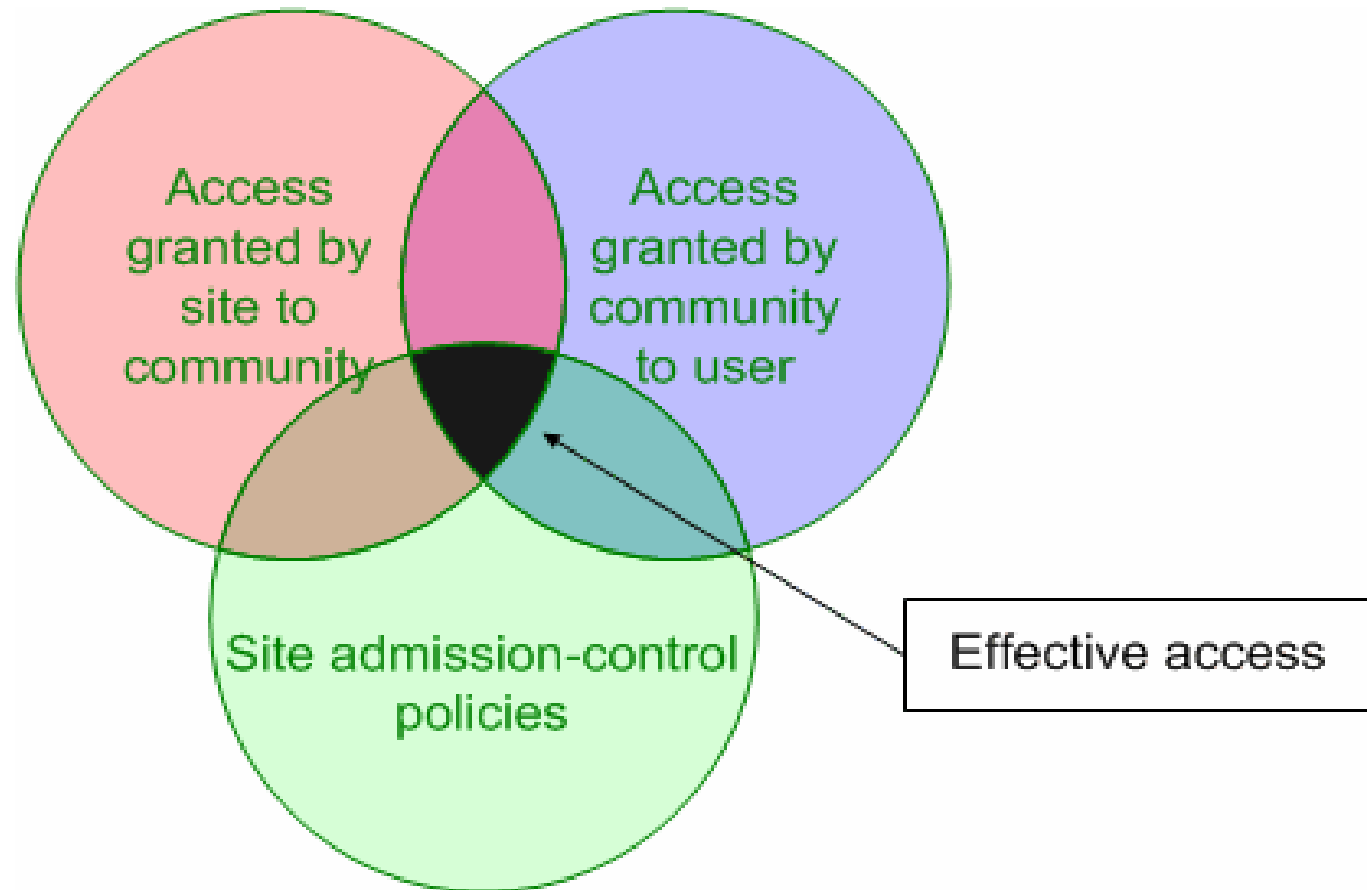 Access
granted by
site to
community
Access
granted by
community
to user
Site admission-control
policies
Effective access